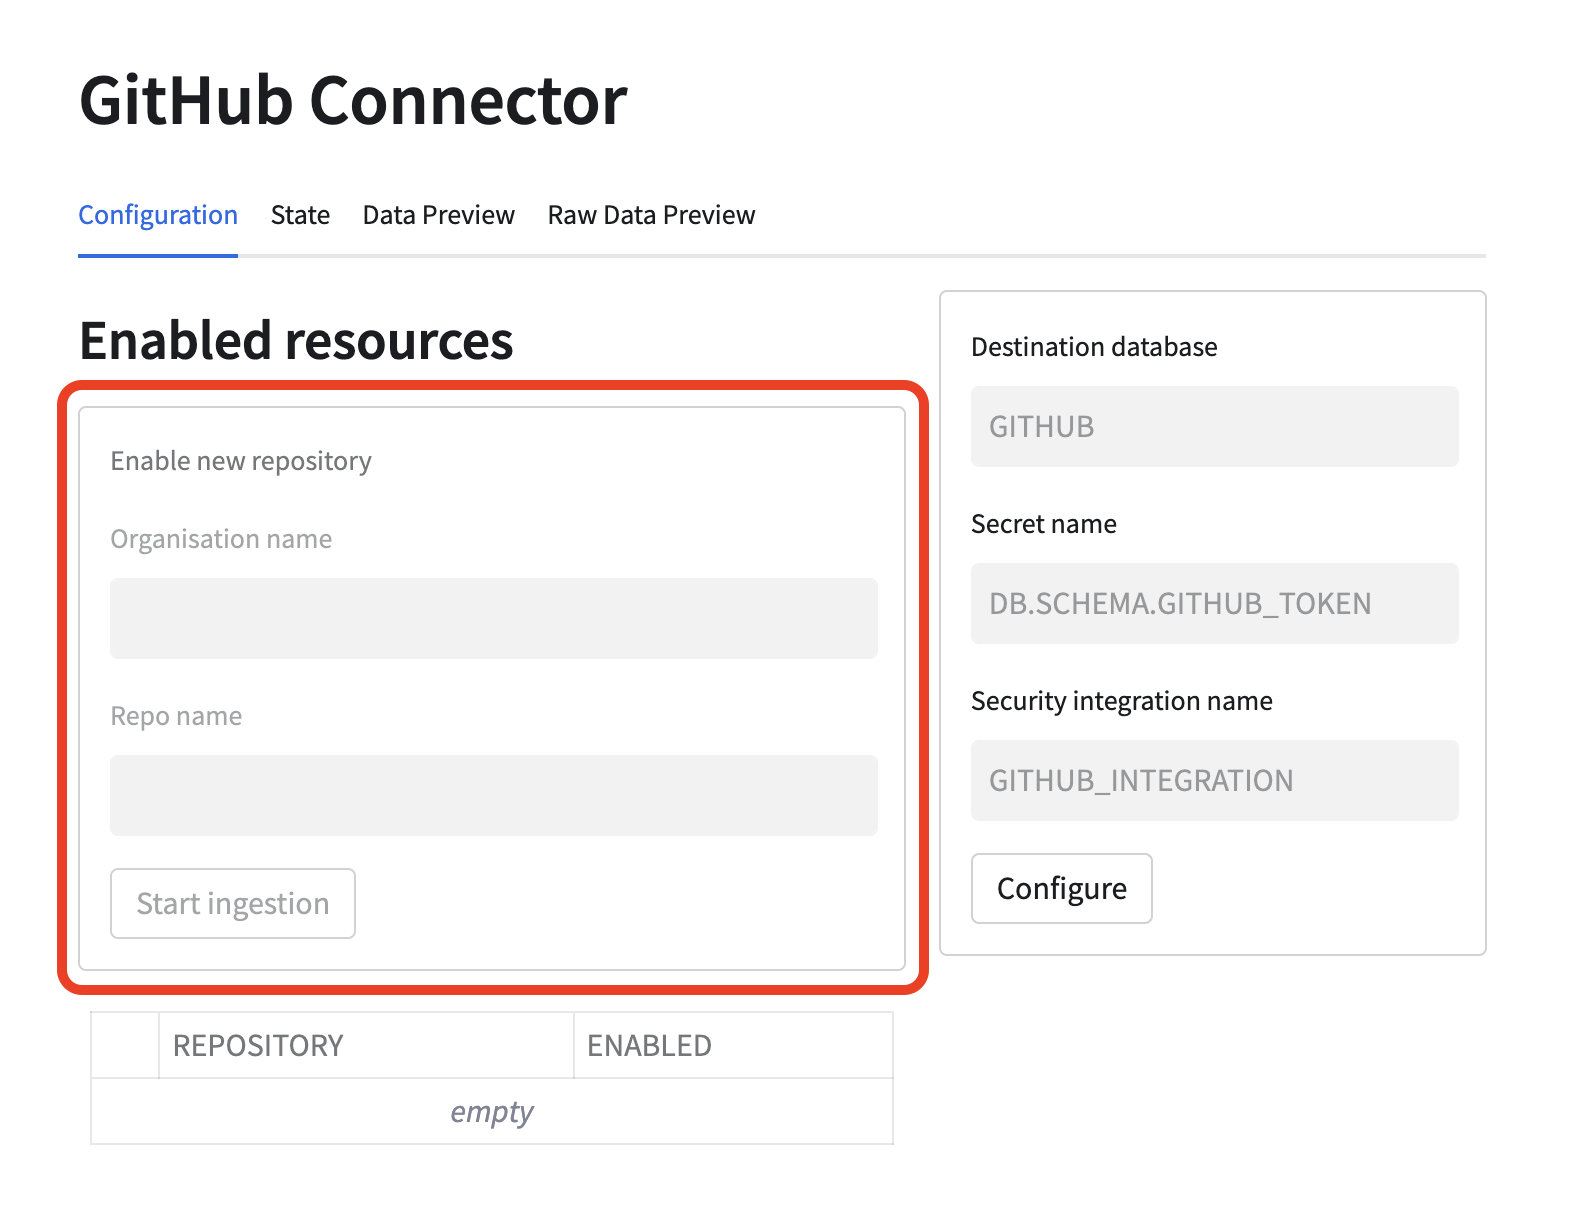 GitHub Connector
Configuration State Data Preview Raw Data Preview
Enabled resources
Enable new repository
Organisation name
Repo name
Start ingestion
REPOSITORY ENABLED
empty
Destination database
GITHUB
Secret name
DB.SCHEMA.GITHUB_TOKEN
Security integration name
GITHUB_INTEGRATION
Configure